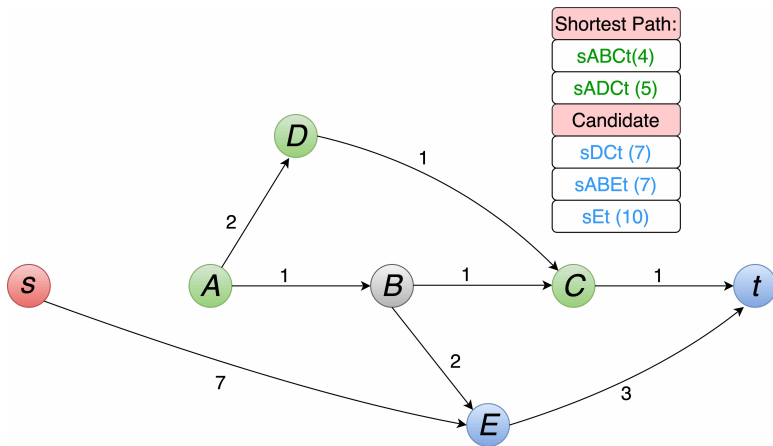 Shortest Path:
sABCt(4)
sADCt (5)
Candidate
sDCt (7)
sABEt (7)
sEt (10)
D
1
2
s
A
1
B
1
C
1
t
2
7
3
E